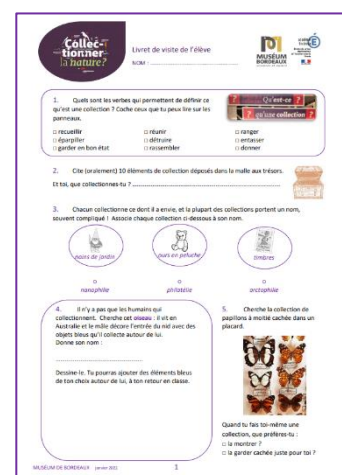 Collec-
tionner
la nature?
Livret de visite de l'élève
NOM : ...
MUSÉUM
BORDEAUX
1. Quels sont les verbes qui permettent de définir ce
qu'est une collection ? Coche ceux que tu peux lire sur les
panneaux.
? Qu'est-ce ?
? qu'une collection ?
□ recueillir □ réunir □ ranger
□ éparpiller □ détruire □ entasser
□ garder en bon état □ rassembler □ donner
2. Cite (oralement) 10 éléments de collection déposés dans la malle aux trésors.
Et toi, que collectionnes-tu ? ...
3. Chacun collectionne ce dont il a envie, et la plupart des collections portent un nom,
souvent compliqué ! Associe chaque collection ci-dessous à son nom.
nains de jardin ours en peluche timbres
nanophilie philatélie arctophilie
4. Il n'y a pas que les humains qui
collectionnent. Cherche cet oiseau : il vit en
Australie et le mâle décore l'entrée du nid avec des
objets bleus qu'il collecte autour de lui.
Donne son nom :
...
Dessine-le. Tu pourras ajouter des éléments bleus
de ton choix autour de lui, à ton retour en classe.
5. Cherche la collection de
papillons à moitié cachée dans un
placard.
Quand tu fais toi-même une
collection, que préfères-tu :
□ la montrer ?
□ la garder cachée juste pour toi ?
MUSÉUM DE BORDEAUX janvier 2021 1